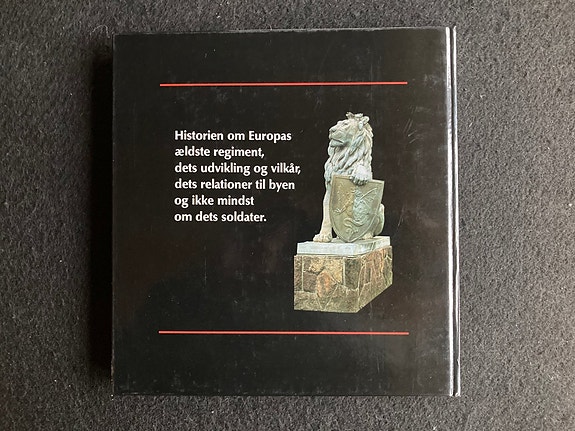 Historien om Europas
ældste regiment,
dets udvikling og vilkår,
dets relationer til byen
og ikke mindst
om dets soldater.